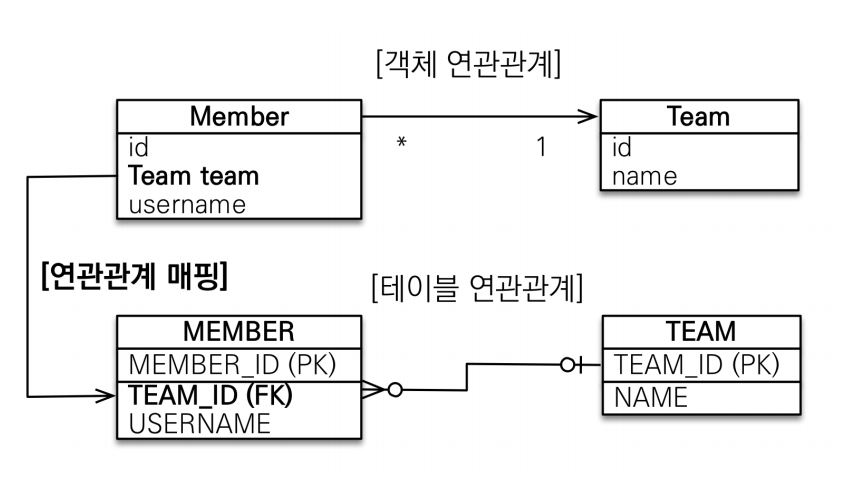 [객체 연관관계]
Member
id
Team team
username
* 1
Team
id
name
[연관관계 매핑]
[테이블 연관관계]
MEMBER
MEMBER_ID (PK)
TEAM_ID (FK)
USERNAME
TEAM
TEAM_ID (PK)
NAME